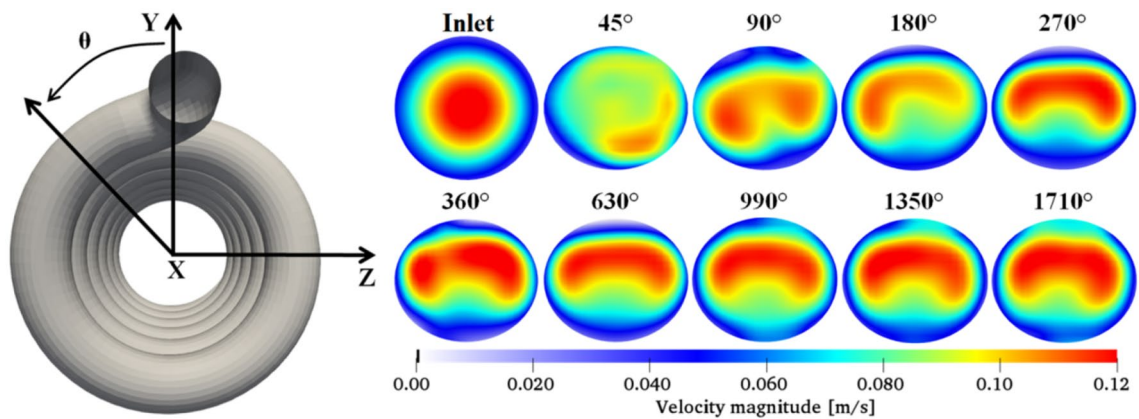 Y
θ
X
Z
Inlet 45° 90° 180° 270°
360° 630° 990° 1350° 1710°
0.00 0.020 0.040 0.060 0.080 0.10 0.12
Velocity magnitude [m/s]